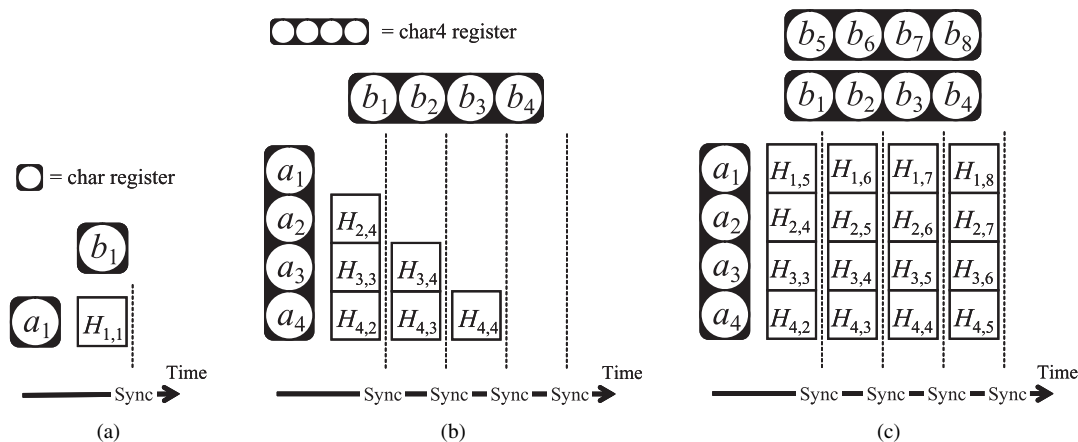 = char register
b1
a1
H1,1
Time
Sync
(a)
= char4 register
b1 b2 b3 b4
a1
a2 H2,4
a3 H3,3 H3,4
a4 H4,2 H4,3 H4,4
Time
Sync Sync Sync Sync
(b)
b5 b6 b7 b8
b1 b2 b3 b4
a1 H1,5 H1,6 H1,7 H1,8
a2 H2,4 H2,5 H2,6 H2,7
a3 H3,3 H3,4 H3,5 H3,6
a4 H4,2 H4,3 H4,4 H4,5
Time
Sync Sync Sync Sync
(c)